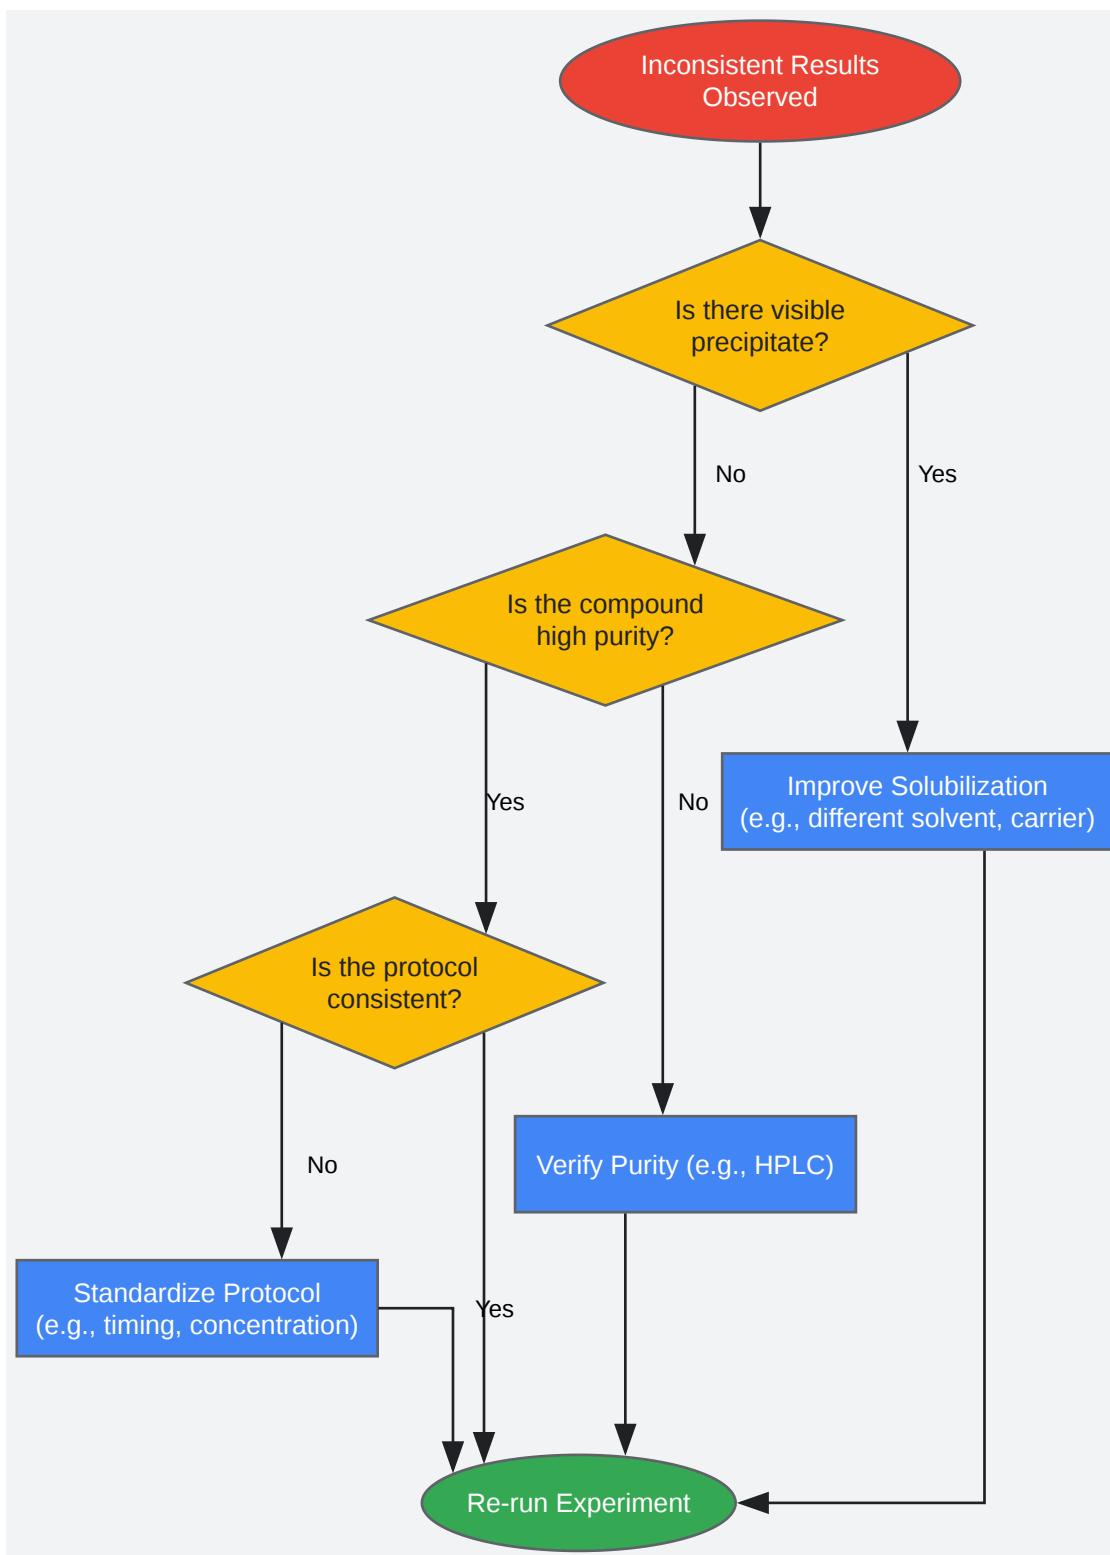 Inconsistent Results
Observed
Is there visible
precipitate?
No
Yes
Is the compound
high purity?
Yes
No
Improve Solubilization
(e.g., different solvent, carrier)
Is the protocol
consistent?
No
Verify Purity (e.g., HPLC)
Standardize Protocol
(e.g., timing, concentration)
Yes
Re-run Experiment